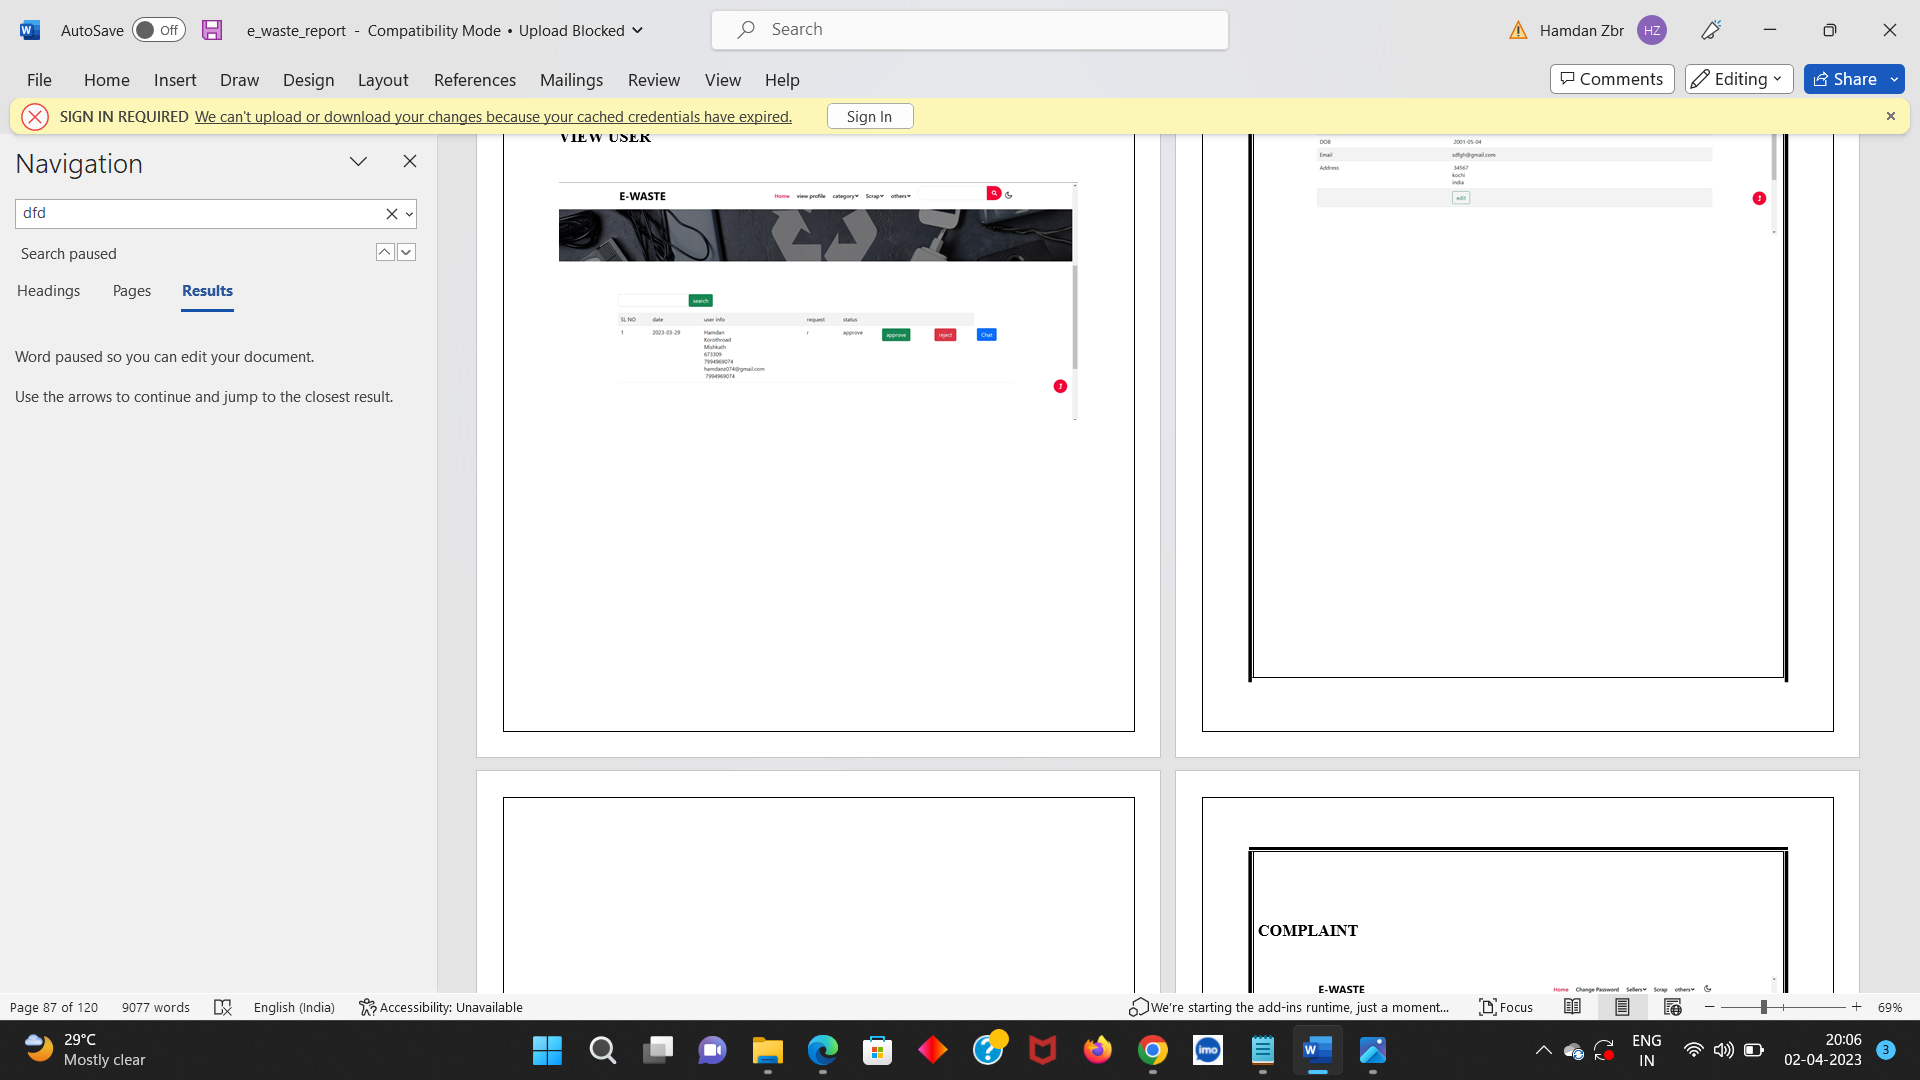 AutoSave Off e_waste_report - Compatibility Mode • Upload Blocked Search Hamdan Zbr HZ
File Home Insert Draw Design Layout References Mailings Review View Help Comments Editing Share
SIGN IN REQUIRED We can't upload or download your changes because your cached credentials have expired. Sign In
Navigation
dfd
Search paused
Headings Pages Results
Word paused so you can edit your document.
Use the arrows to continue and jump to the closest result.
VIEW USER
E-WASTE Home view profile category Scrap others
search
SL NO date user info request status
1 2023-03-29 Hamdan r approve approve reject Chat
Korothroad
Mishkath
673309
7994969074
hamdanz074@gmail.com
7994969074
DOB 2001-05-04
Email sdfgh@gmail.com
Address 34567
kochi
india
edit
COMPLAINT
E-WASTE Home Change Password Sellers Scrap others
Page 87 of 120 9077 words English (India) Accessibility: Unavailable We're starting the add-ins runtime, just a moment... Focus 69%
29°C
Mostly clear
imo
ENG
IN
20:06
02-04-2023
3